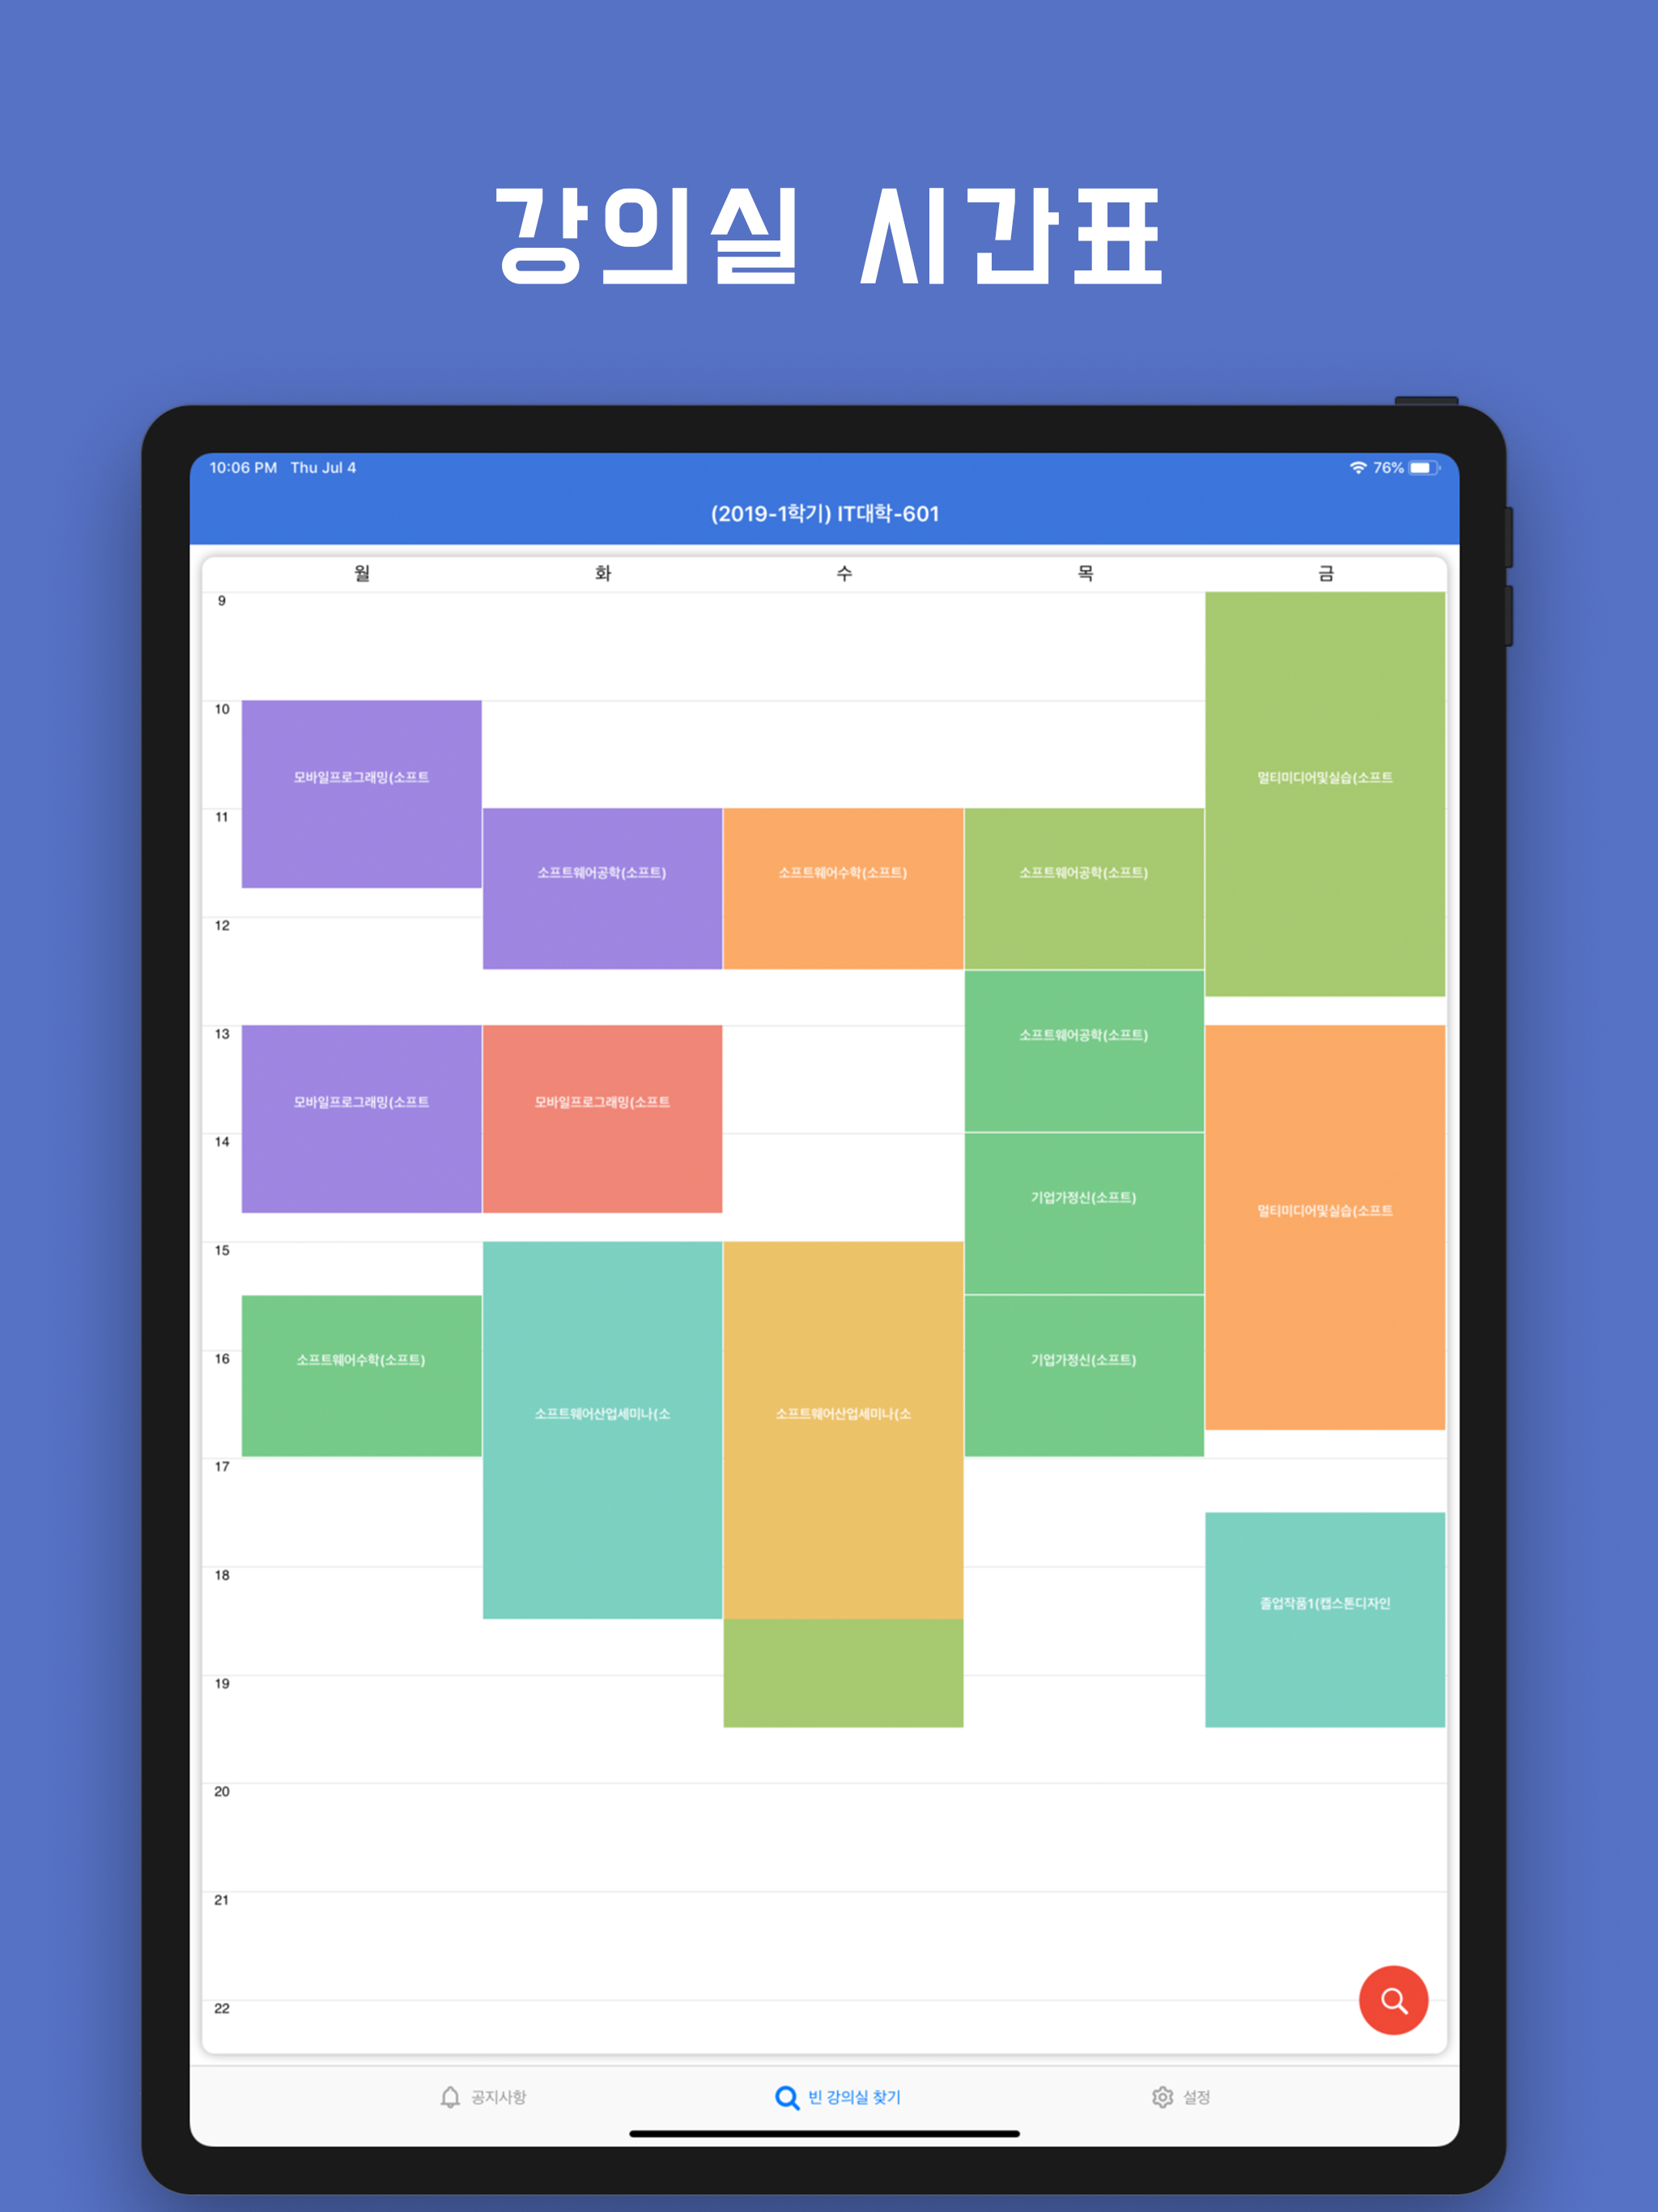 강의실 시간표
10:06 PM Thu Jul 4
76%
(2019-1학기) IT대학-601
월 화 수 목 금
9
10
모바일프로그래밍(소프트
멀티미디어및실습(소프트
11
소프트웨어공학(소프트)
소프트웨어수학(소프트)
소프트웨어공학(소프트)
12
13
소프트웨어공학(소프트)
모바일프로그래밍(소프트
모바일프로그래밍(소프트
14
기업가정신(소프트)
멀티미디어및실습(소프트
15
16
소프트웨어수학(소프트)
기업가정신(소프트)
소프트웨어산업세미나(소
소프트웨어산업세미나(소
17
18
졸업작품1(캡스톤디자인
19
20
21
22
공지사항
빈 강의실 찾기
설정